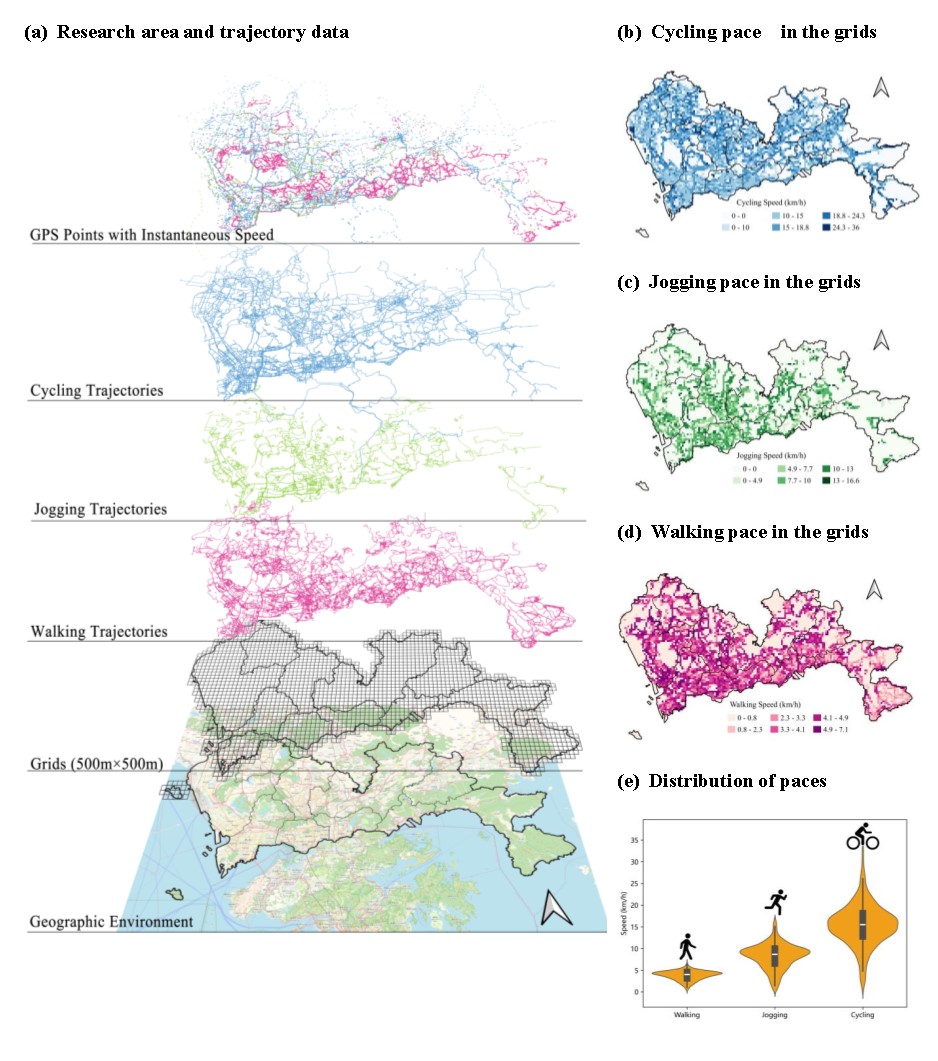 (a) Research area and trajectory data
GPS Points with Instantaneous Speed
Cycling Trajectories
Jogging Trajectories
Walking Trajectories
Grids (500m×500m)
Geographic Environment
(b) Cycling pace in the grids
Cycling Speed (km/h)
0 - 0 10 - 15 18.8 - 24.3
0 - 10 15 - 18.8 24.3 - 36
(c) Jogging pace in the grids
Jogging Speed (km/h)
0 - 0 4.9 - 7.7 10 - 13
0 - 4.9 7.7 - 10 13 - 16.6
(d) Walking pace in the grids
Walking Speed (km/h)
0 - 0.8 2.3 - 3.3 4.1 - 4.9
0.8 - 2.3 3.3 - 4.1 4.9 - 7.1
(e) Distribution of paces
Speed (km/h)
35
30
25
20
15
10
5
0
Walking Jogging Cycling